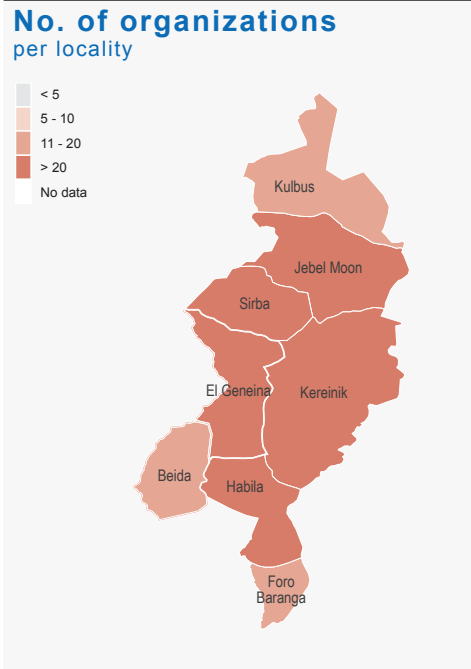 No. of organizations
per locality
< 5
5 - 10
11 - 20
> 20
No data
Kulbus
Jebel Moon
Sirba
El Geneina
Kereinik
Beida
Habila
Foro
Baranga